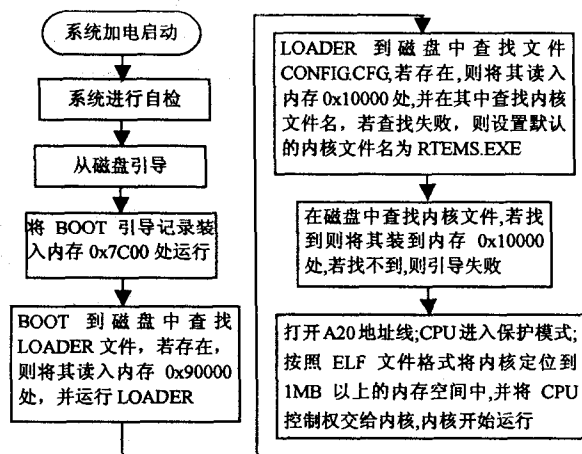 系统加电启动
系统进行自检
从磁盘引导
将 BOOT 引导记录装
入内存 0x7C00 处运行
BOOT 到磁盘中查找
LOADER 文件，若存在，
则将其读入内存 0x90000
处，并运行 LOADER
LOADER 到磁盘中查找文件
CONFIG.CFG,若存在,则将其读入
内存 0x10000 处,并在其中查找内核
文件名，若查找失败，则设置默认
的内核文件名为 RTEMS.EXE
在磁盘中查找内核文件,若找
到则将其装到内存 0x10000
处,若找不到,则引导失败
打开 A20 地址线;CPU 进入保护模式;
按照 ELF 文件格式将内核定位到
1MB 以上的内存空间中,并将 CPU
控制权交给内核,内核开始运行